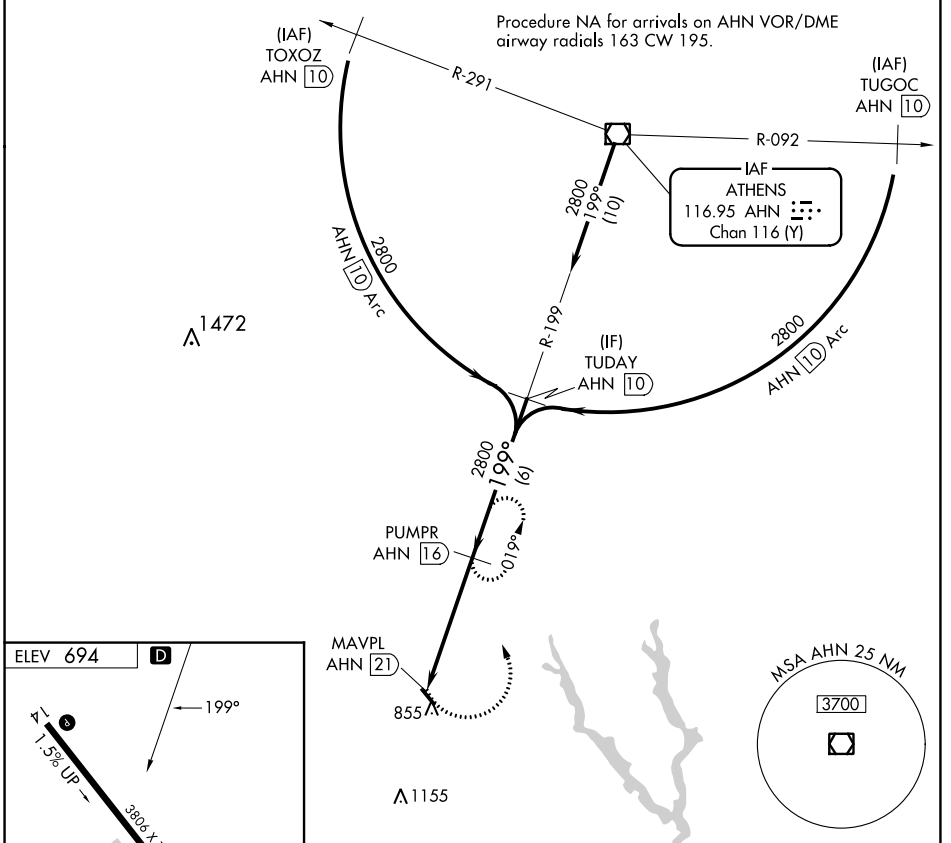 Procedure NA for arrivals on AHN VOR/DME
airway radials 163 CW 195.
(IAF)
TOXOZ
AHN 10
R-291
(IAF)
TUGOC
AHN 10
R-092
IAF
ATHENS
116.95 AHN
Chan 116 (Y)
2800
199°
(10)
2800
AHN 10 Arc
1472
R-199
(IF)
TUDAY
AHN 10
2800
AHN 10 Arc
2800
199°
(6)
PUMPR
AHN 16
019°
MAVPL
AHN 21
855
1155
MSA AHN 25 NM
3700
ELEV 694
D
199°
14
P
1.5% UP
3806 X